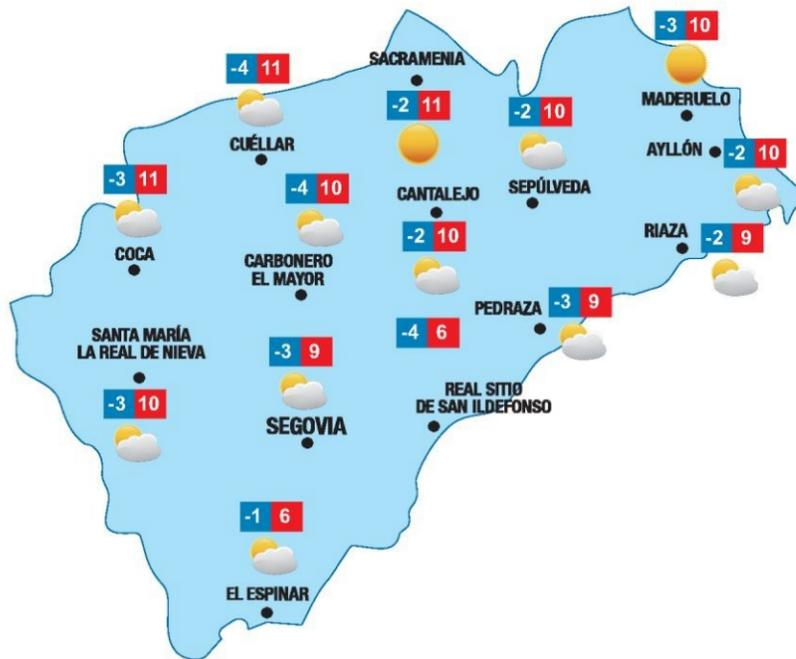 -3 10
SACRAMENIA
-4 11
-2 11
-2 10
MADERUELO
CUÉLLAR
AYLLÓN
-2 10
-3 11
-4 10
CANTALEJO
SEPÚLVEDA
COCA
CARBONERO
EL MAYOR
-2 10
RIAZA
-2 9
SANTA MARÍA
LA REAL DE NIEVA
-4 6
PEDRAZA
-3 9
-3 9
-3 10
SEGOVIA
REAL SITIO
DE SAN ILDEFONSO
-1 6
EL ESPINAR